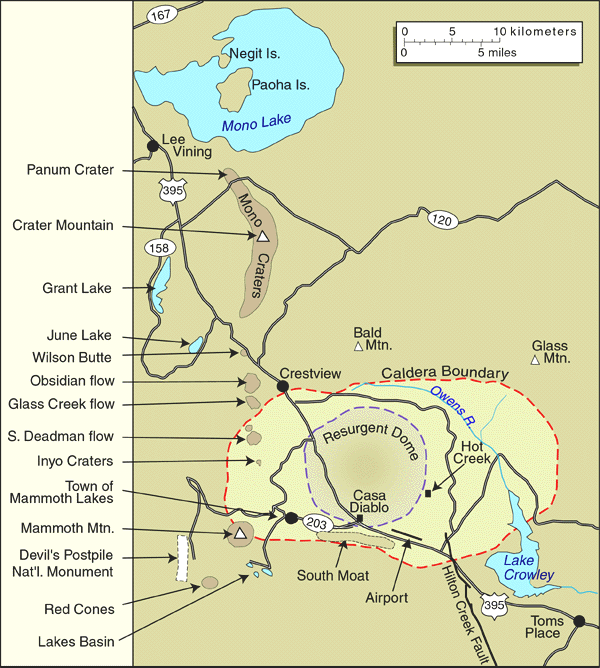 167
0 5 10 kilometers
0 5 miles
Negit Is.
Paoha Is.
Mono Lake
Lee
Vining
Panum Crater
395
Mono
Craters
Crater Mountain
120
158
Grant Lake
June Lake
Wilson Butte
Bald
Mtn.
Glass
Mtn.
Crestview
Caldera Boundary
Obsidian flow
Glass Creek flow
Owens R.
Resurgent Dome
S. Deadman flow
Hot
Creek
Inyo Craters
Town of
Mammoth Lakes
Casa
Diablo
203
Mammoth Mtn.
Devil's Postpile
Nat'l. Monument
South Moat
Airport
Lake
Crowley
Hilton Creek Fault
Red Cones
395
Toms
Place
Lakes Basin